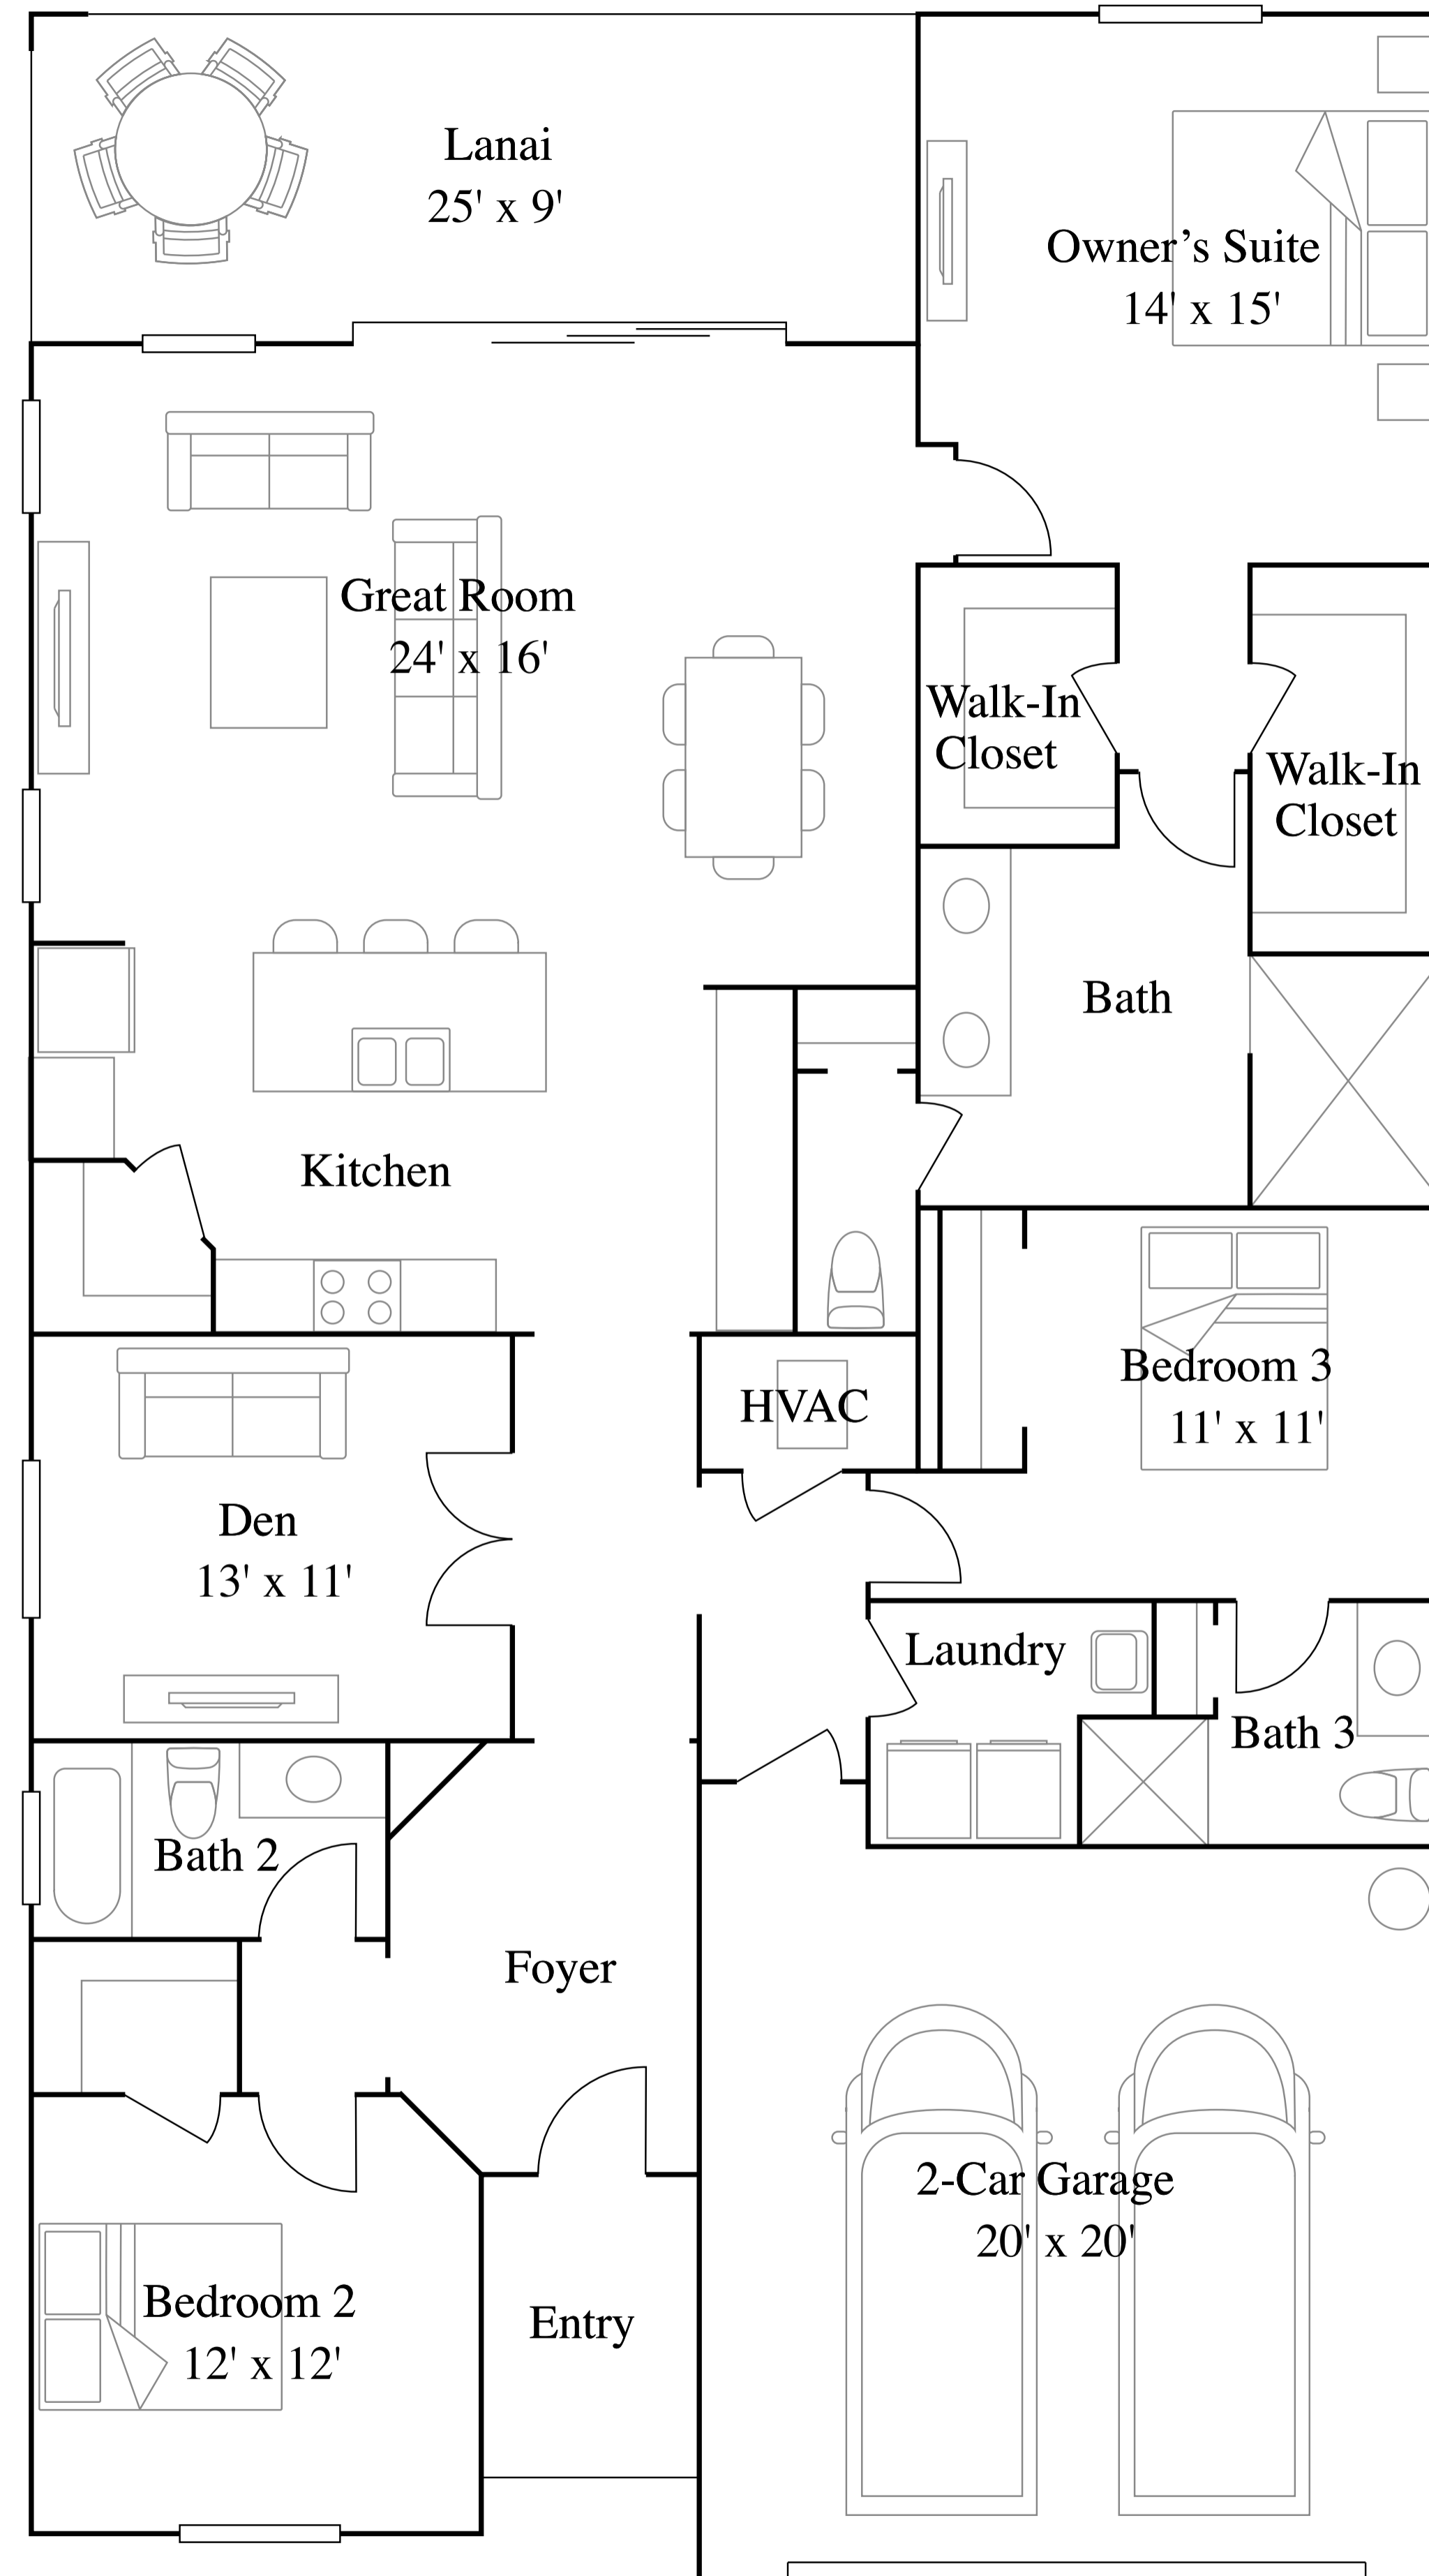 Lanai
25' x 9'
Owner’s Suite
14' x 15'
Great Room
24' x 16'
Walk-In
Closet
Walk-In
Closet
Bath
Kitchen
Bedroom 3
11' x 11'
HVAC
Den
13' x 11'
Laundry
Bath 3
Bath 2
Foyer
2-Car Garage
20' x 20'
Bedroom 2
12' x 12'
Entry